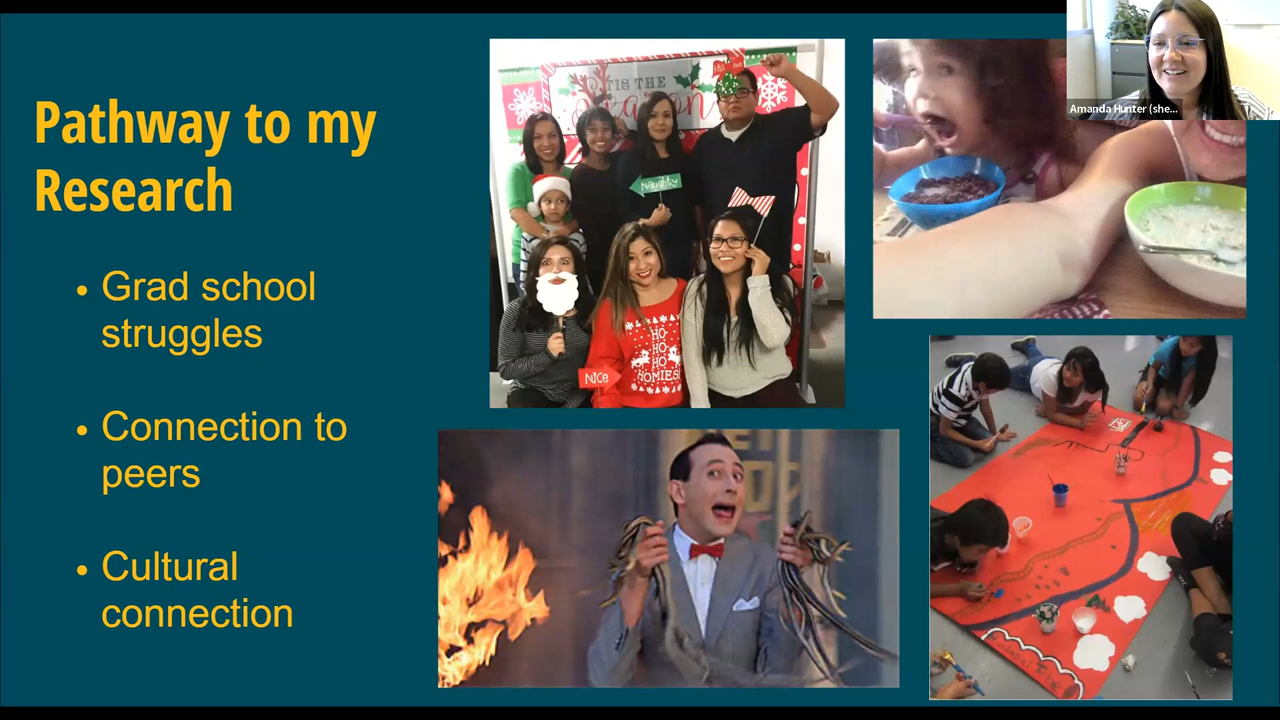 Pathway to my
Research
• Grad school
struggles
• Connection to
peers
• Cultural
connection
'TIS THE
Season
Naughty
HO
HO
HO
HOMIES
NICE
Amanda Hunter (she...